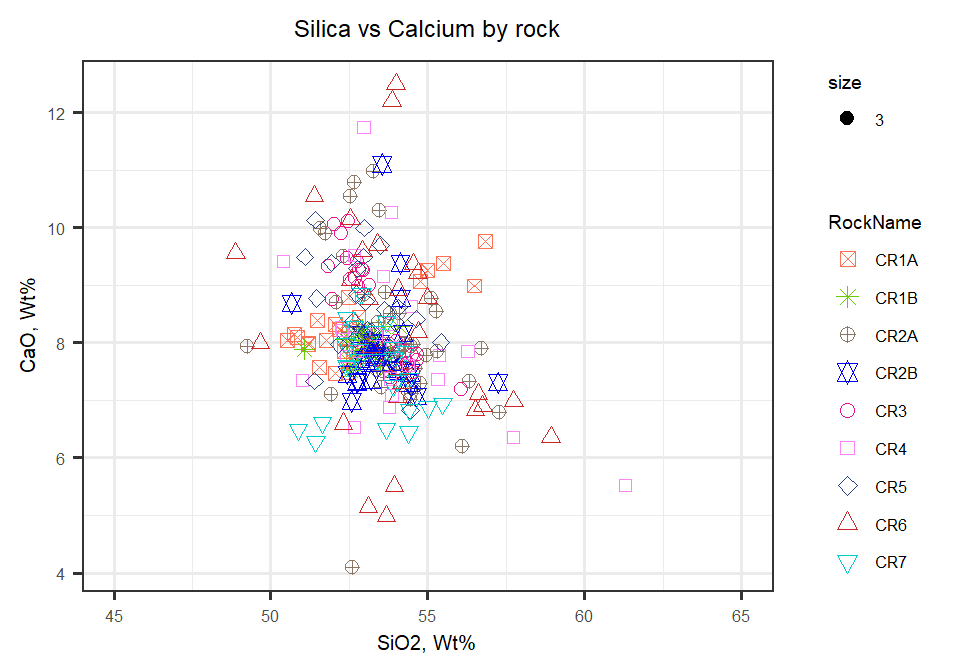 Silica vs Calcium by rock
CaO, Wt%
12
10
8
6
4
45
50
55
60
65
SiO2, Wt%
size
3
RockName
CR1A
CR1B
CR2A
CR2B
CR3
CR4
CR5
CR6
CR7